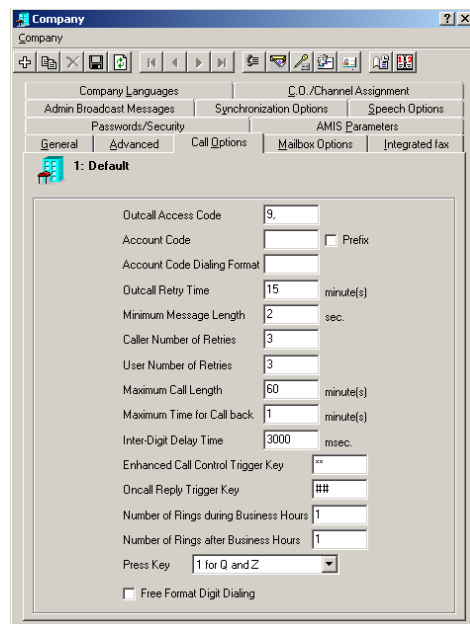 Company
Company
Company Languages C.O./Channel Assignment
Admin Broadcast Messages Synchronization Options Speech Options
Passwords/Security AMIS Parameters
General Advanced Call Options Mailbox Options Integrated fax
1: Default
Outcall Access Code 9,
Account Code Prefix
Account Code Dialing Format
Outcall Retry Time 15 minute(s)
Minimum Message Length 2 sec.
Caller Number of Retries 3
User Number of Retries 3
Maximum Call Length 60 minute(s)
Maximum Time for Call back 1 minute(s)
Inter-Digit Delay Time 3000 msec.
Enhanced Call Control Trigger Key **
Oncall Reply Trigger Key ##
Number of Rings during Business Hours 1
Number of Rings after Business Hours 1
Press Key 1 for Q and Z
Free Format Digit Dialing